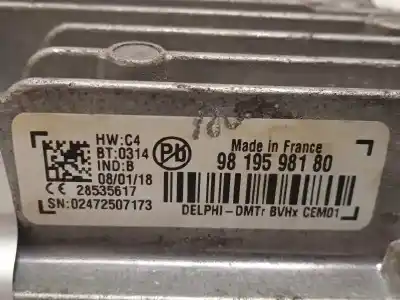 HW:C4
BT:0314
IND:B
08/01/18
CE 28535617
SN:02472507173
Pb
Made in France
98 195 981 80
DELPHI-DMTr BVHx CEM01